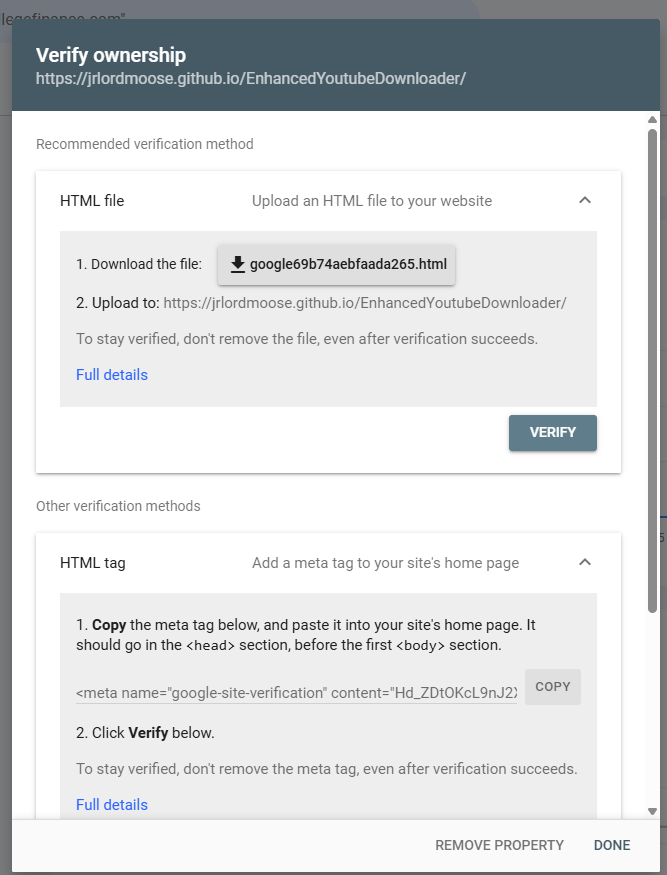 legefinance.com"
Verify ownership
https://jrlordmoose.github.io/EnhancedYoutubeDownloader/
Recommended verification method
HTML file Upload an HTML file to your website
1. Download the file: google69b74aebfaada265.html
2. Upload to: https://jrlordmoose.github.io/EnhancedYoutubeDownloader/
To stay verified, don't remove the file, even after verification succeeds.
Full details
VERIFY
Other verification methods
HTML tag Add a meta tag to your site's home page
1. Copy the meta tag below, and paste it into your site's home page. It
should go in the <head> section, before the first <body> section.
<meta name="google-site-verification" content="Hd_ZDtOKcL9nJ2X COPY
2. Click Verify below.
To stay verified, don't remove the meta tag, even after verification succeeds.
Full details
REMOVE PROPERTY DONE